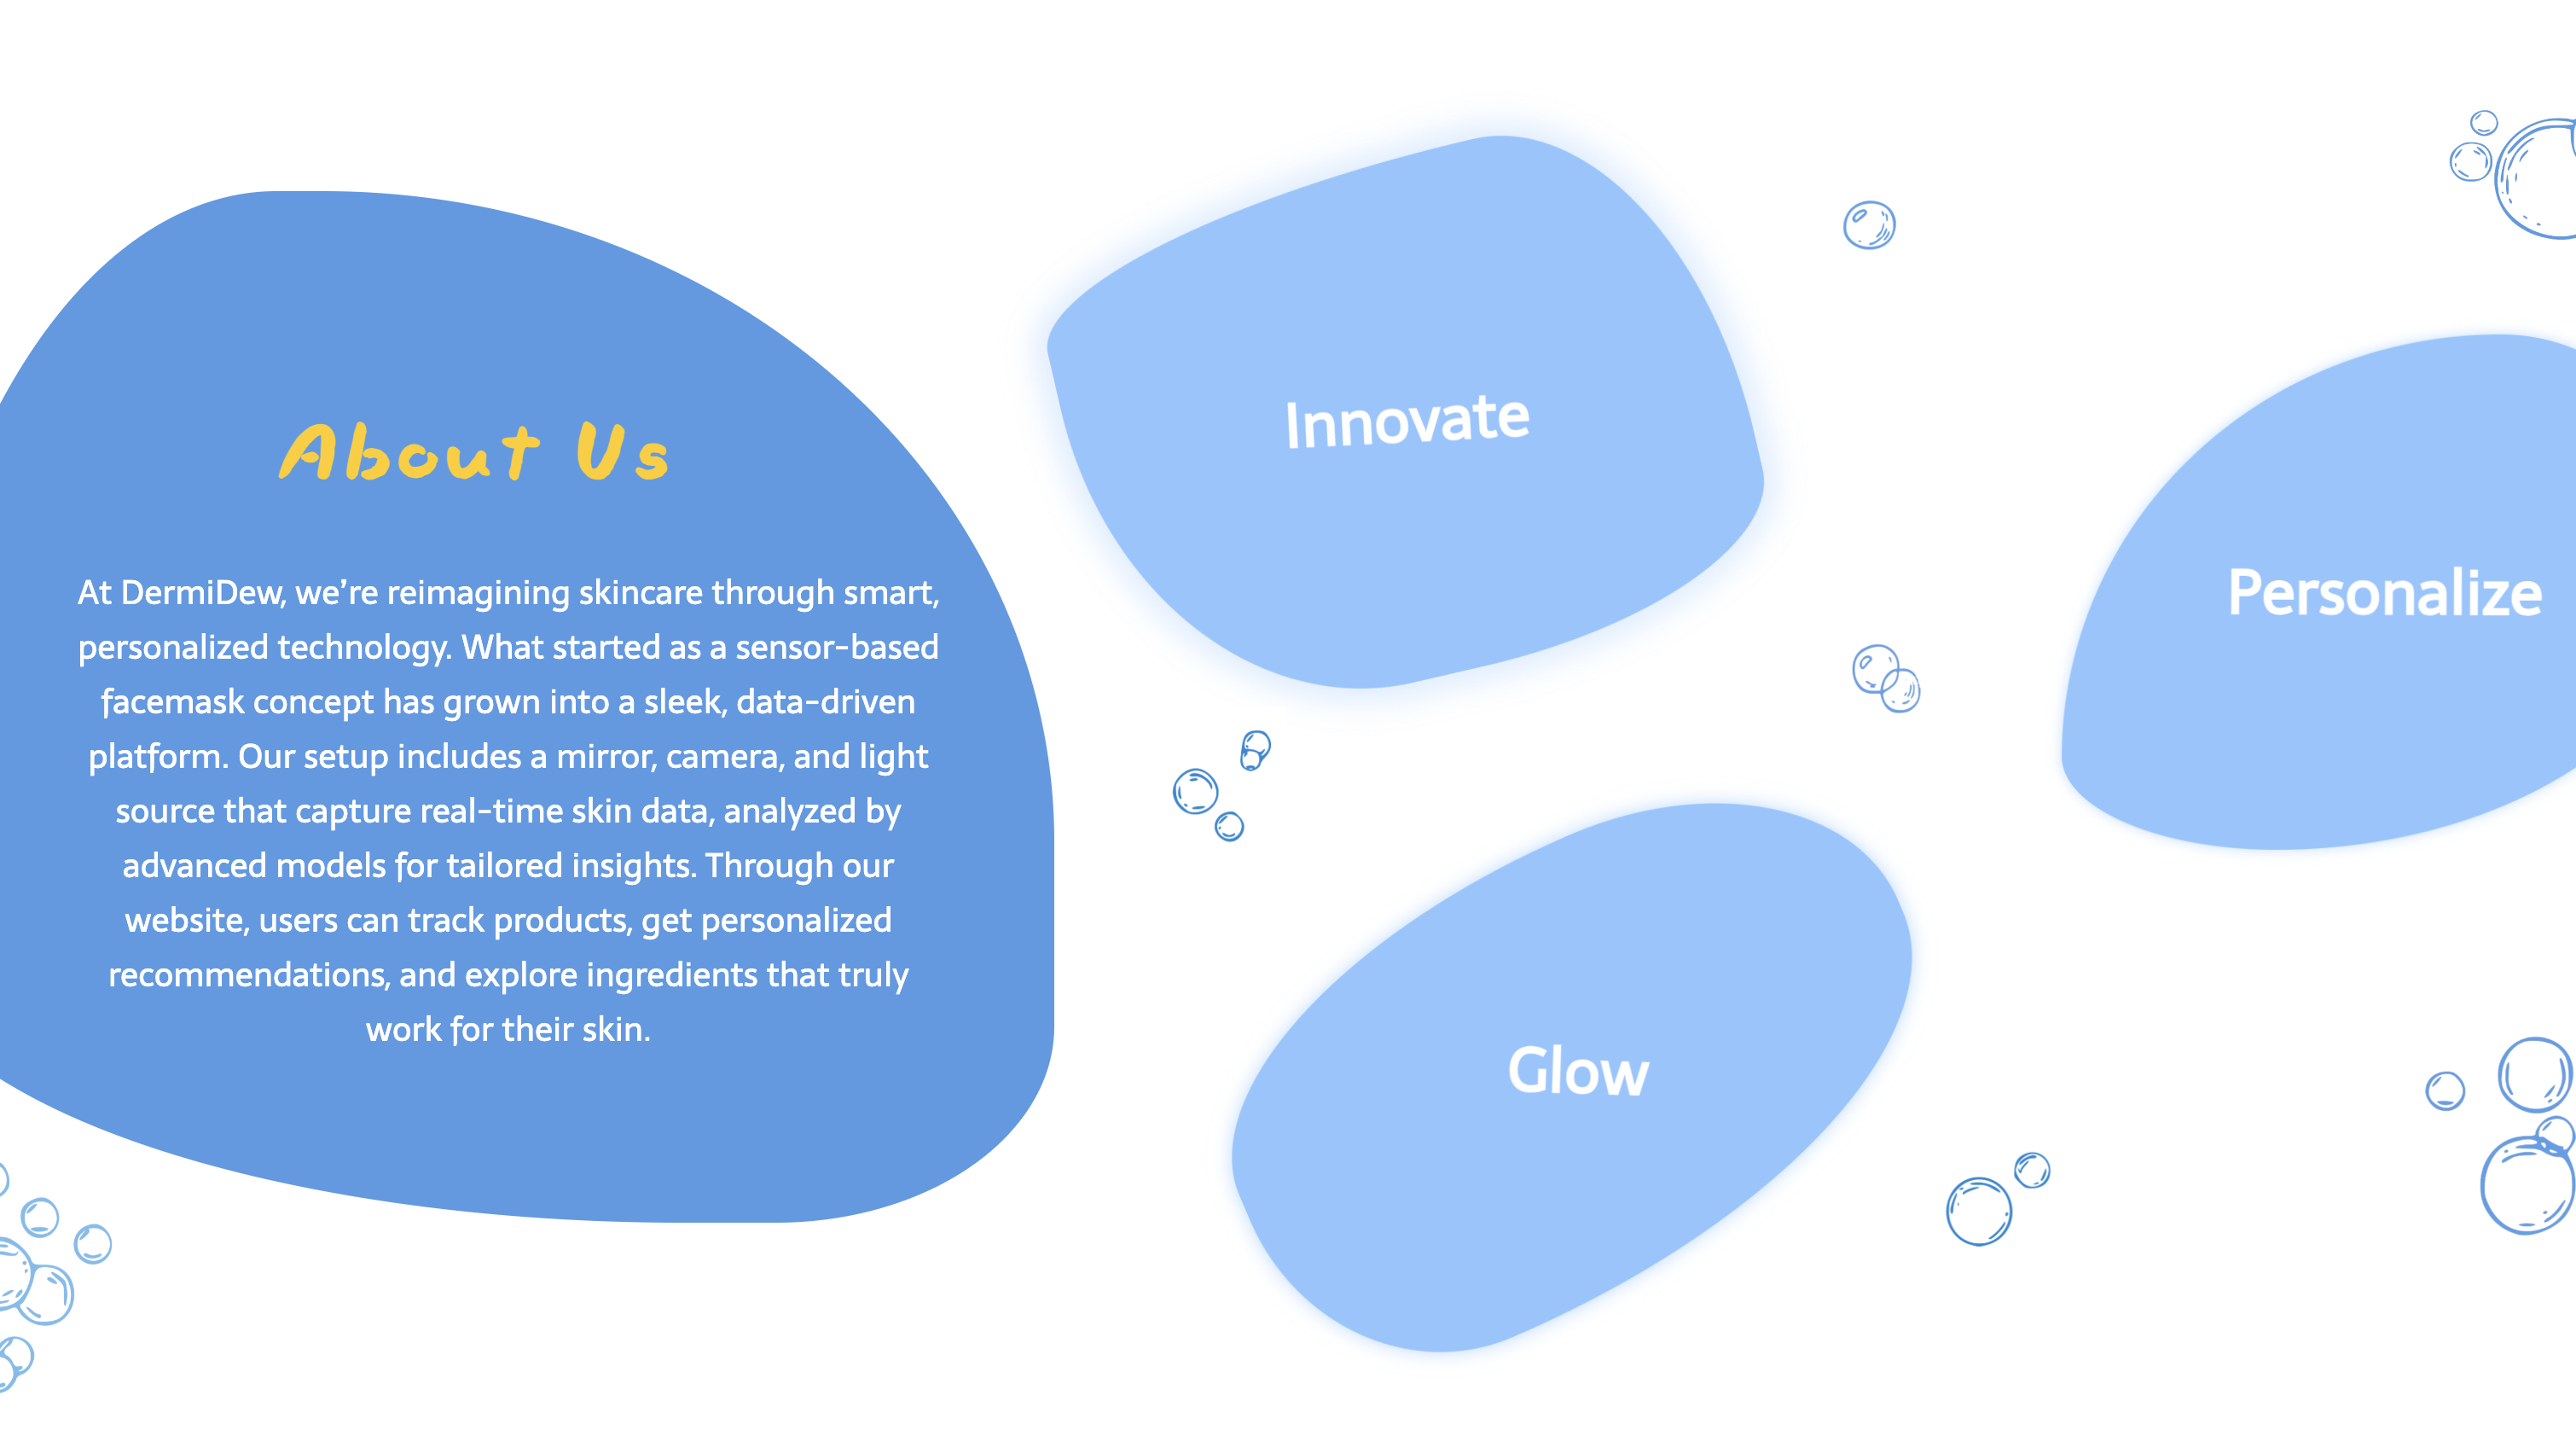 About Us
At DermiDew, we’re reimagining skincare through smart,
personalized technology. What started as a sensor-based
facemask concept has grown into a sleek, data-driven
platform. Our setup includes a mirror, camera, and light
source that capture real-time skin data, analyzed by
advanced models for tailored insights. Through our
website, users can track products, get personalized
recommendations, and explore ingredients that truly
work for their skin.
Innovate
Personalize
Glow